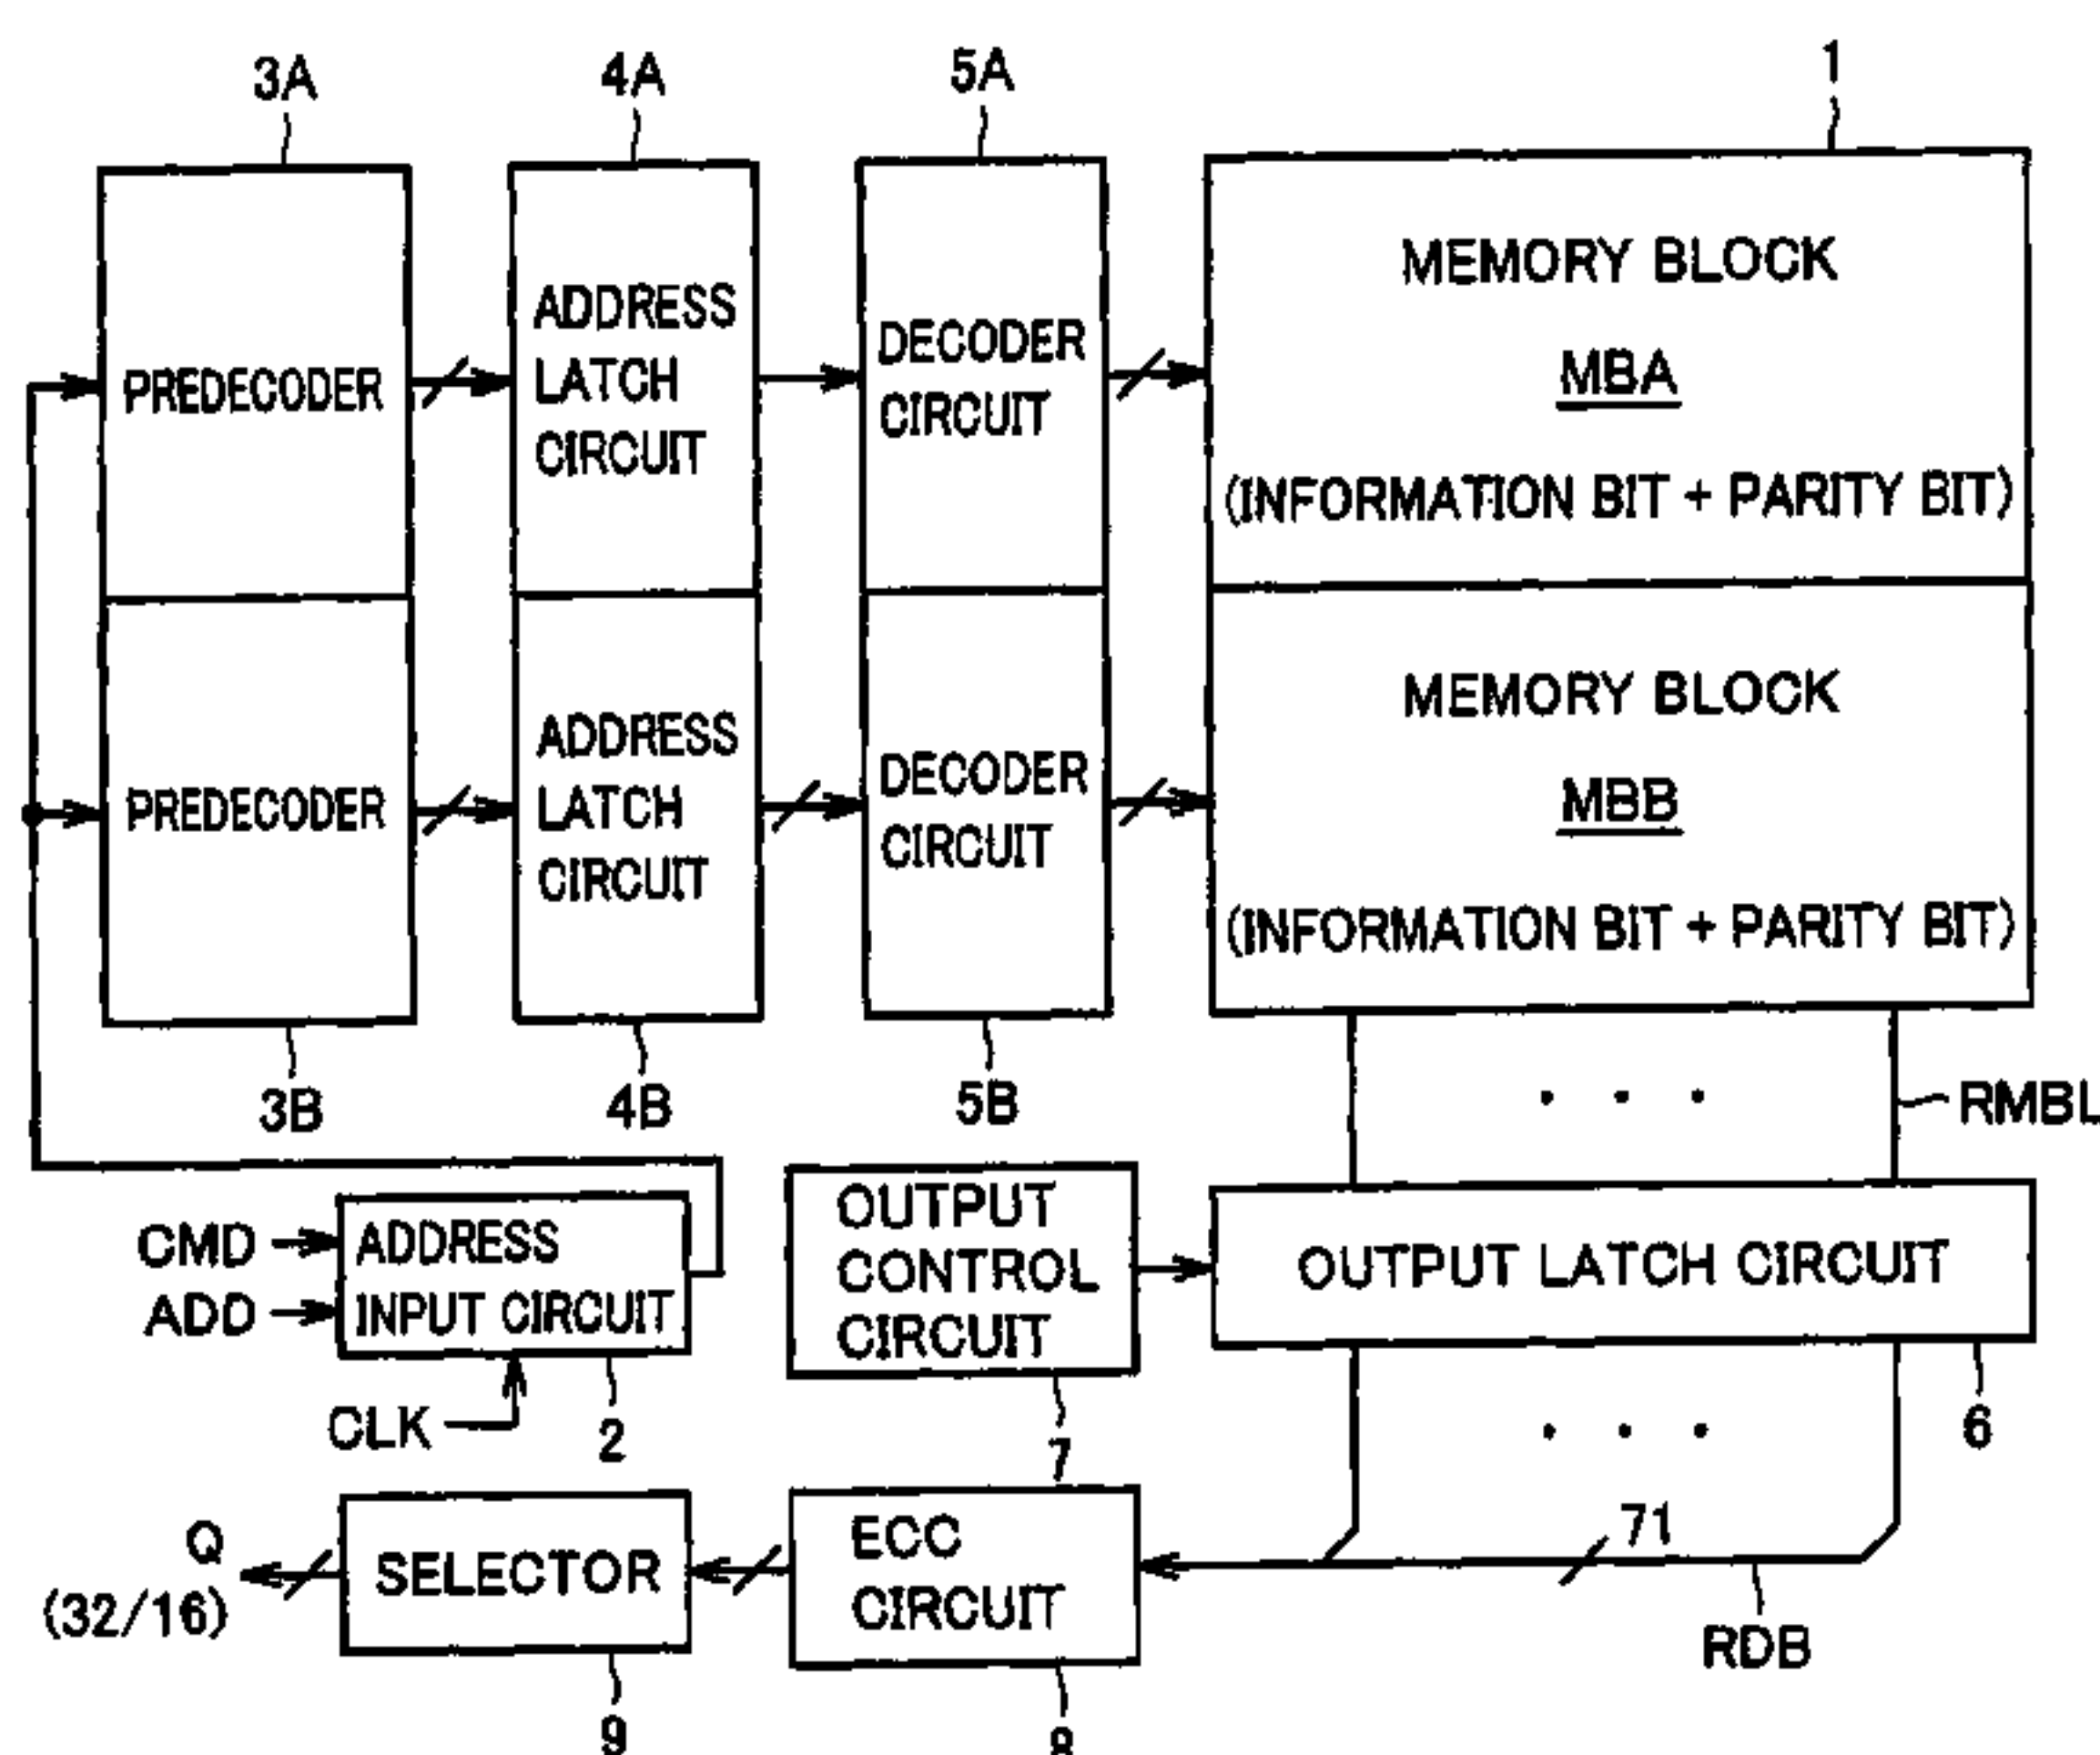 3A
4A
5A
1
PREDECODER
ADDRESS
LATCH
CIRCUIT
DECODER
CIRCUIT
MEMORY BLOCK
MBA
(INFORMATION BIT + PARITY BIT)
PREDECODER
ADDRESS
LATCH
CIRCUIT
DECODER
CIRCUIT
MEMORY BLOCK
MBB
(INFORMATION BIT + PARITY BIT)
3B
4B
5B
RMBL
CMD
ADD
ADDRESS
INPUT CIRCUIT
CLK
2
OUTPUT
CONTROL
CIRCUIT
7
OUTPUT LATCH CIRCUIT
6
Q
(32/16)
SELECTOR
9
ECC
CIRCUIT
8
71
RDB